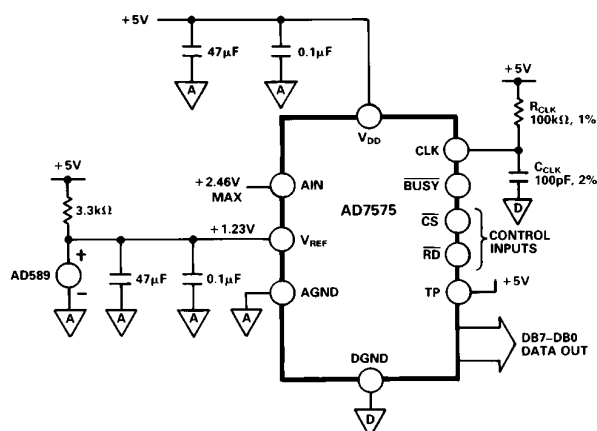 +5V
47µF
0.1µF
A
A
+5V
RCLK
100kΩ, 1%
VDD
CLK
CCLK
100pF, 2%
D
+5V
3.3kΩ
+2.46V
MAX
AIN
BUSY
AD7575
CS
CONTROL
INPUTS
RD
+1.23V
VREF
AD589
+
−
47µF
0.1µF
AGND
TP
+5V
A
A
A
A
DB7–DB0
DATA OUT
DGND
D